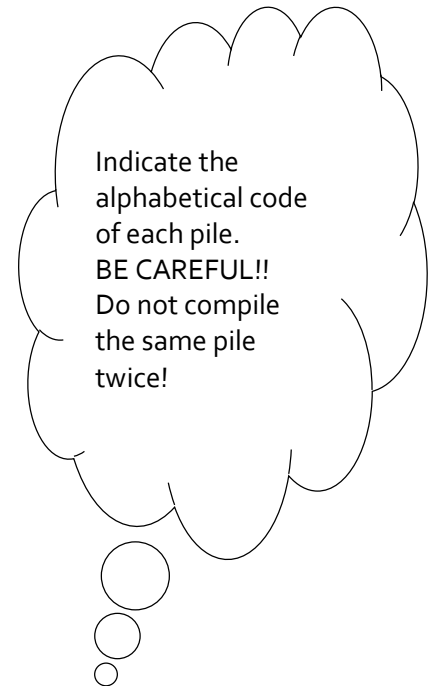 Indicate the
alphabetical code
of each pile.
BE CAREFUL!!
Do not compile
the same pile
twice!